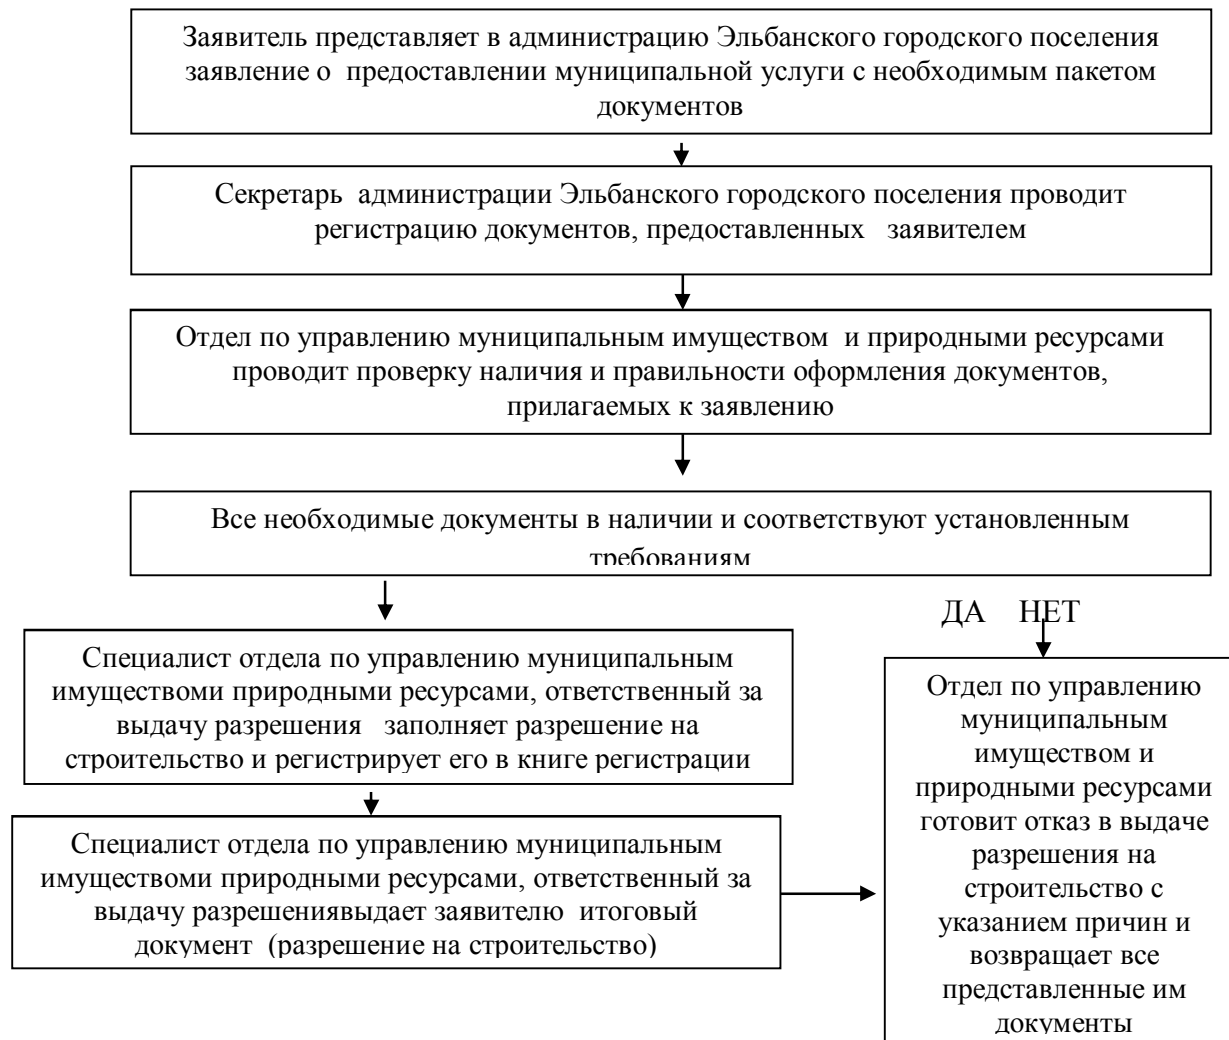 Заявитель представляет в администрацию Эльбанского городского поселения
заявление о предоставлении муниципальной услуги с необходимым пакетом
документов
Секретарь администрации Эльбанского городского поселения проводит
регистрацию документов, предоставленных заявителем
Отдел по управлению муниципальным имуществом и природными ресурсами
проводит проверку наличия и правильности оформления документов,
прилагаемых к заявлению
Все необходимые документы в наличии и соответствуют установленным
требованиям
ДА НЕТ
Специалист отдела по управлению муниципальным
имуществоми природными ресурсами, ответственный за
выдачу разрешения заполняет разрешение на
строительство и регистрирует его в книге регистрации
Специалист отдела по управлению муниципальным
имуществоми природными ресурсами, ответственный за
выдачу разрешениявыдает заявителю итоговый
документ (разрешение на строительство)
Отдел по управлению
муниципальным
имуществом и
природными ресурсами
готовит отказ в выдаче
разрешения на
строительство с
указанием причин и
возвращает все
представленные им
документы